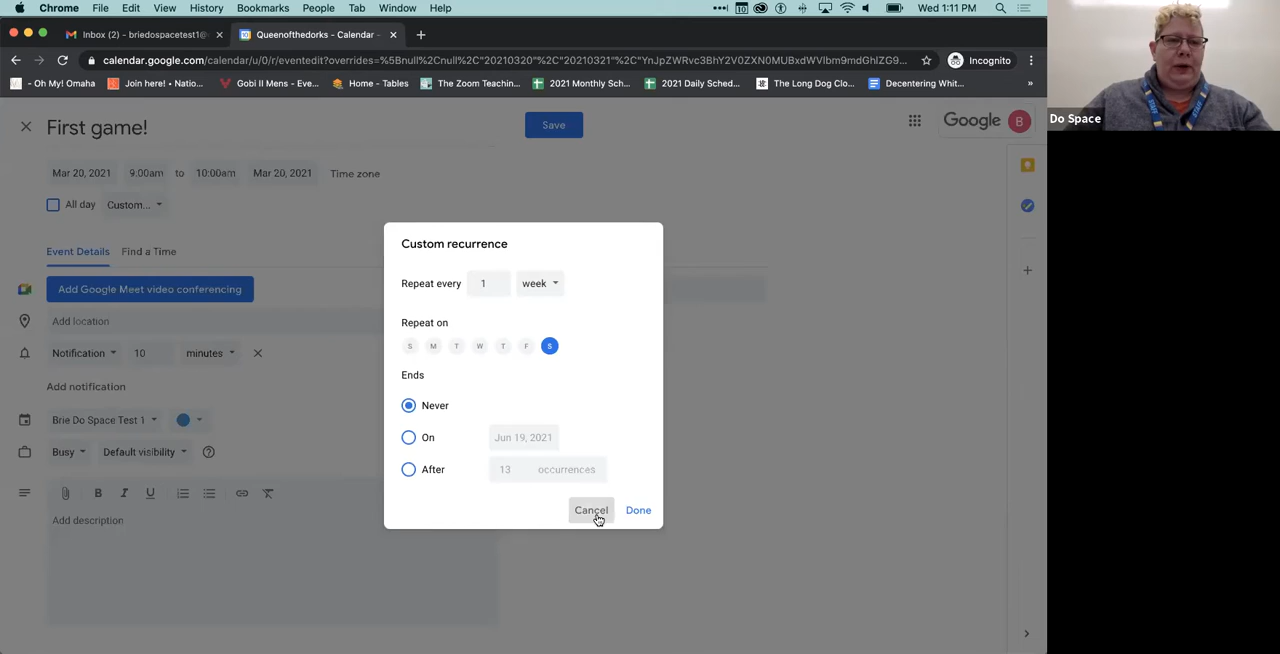 Chrome File Edit View History Bookmarks People Tab Window Help Wed 1:11 PM
Inbox (2) - briedospacetest1@ Queenofthedorks - Calendar -
calendar.google.com/calendar/u/0/r/eventedit?overrides=%5Bnull%2Cnull%2C"20210320"%2C"20210321"%2C"YnJpZWRvc3BhY2V0ZXN0MUBxdWVlbm9mdGhlZG9... Incognito
- Oh My! Omaha Join here! - Natio... Gobi II Mens - Eve... Home - Tables The Zoom Teachin... 2021 Monthly Sch... 2021 Daily Sched... The Long Dog Clo... Decentering Whit... »
First game! Save Google B
Do Space
Mar 20, 2021 9:00am to 10:00am Mar 20, 2021 Time zone
All day Custom...
Event Details Find a Time
Custom recurrence
Add Google Meet video conferencing
Repeat every 1 week
Add location
Repeat on
S M T W T F S
Notification 10 minutes
Ends
Add notification
Never
Brie Do Space Test 1
On Jun 19, 2021
Busy Default visibility
After 13 occurrences
B I U
Cancel Done
Add description
STAFF
STAFF